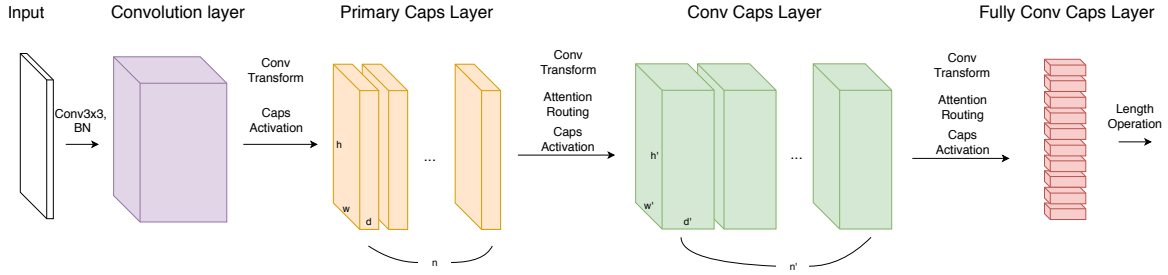 Input
Convolution layer
Primary Caps Layer
Conv Caps Layer
Fully Conv Caps Layer
Conv3x3,
BN
Conv
Transform
Caps
Activation
h
w
d
...
n
Conv
Transform
Attention
Routing
Caps
Activation
h'
w'
d'
...
n'
Conv
Transform
Attention
Routing
Caps
Activation
Length
Operation